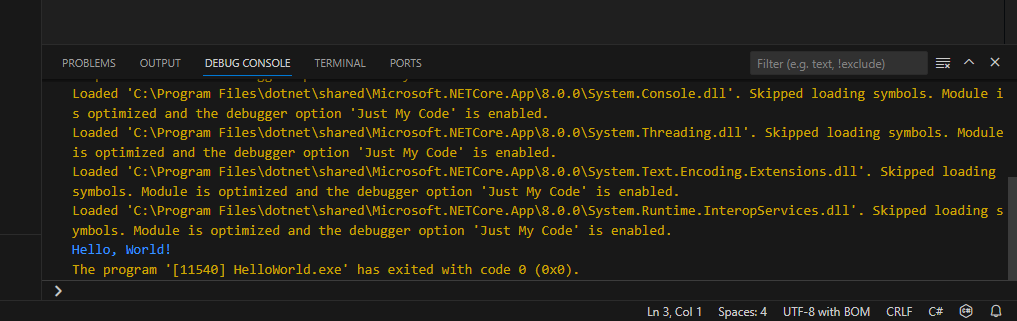 PROBLEMS OUTPUT DEBUG CONSOLE TERMINAL PORTS Filter (e.g. text, !exclude)
Loaded 'C:\Program Files\dotnet\shared\Microsoft.NETCore.App\8.0.0\System.Console.dll'. Skipped loading symbols. Module i
s optimized and the debugger option 'Just My Code' is enabled.
Loaded 'C:\Program Files\dotnet\shared\Microsoft.NETCore.App\8.0.0\System.Threading.dll'. Skipped loading symbols. Module
is optimized and the debugger option 'Just My Code' is enabled.
Loaded 'C:\Program Files\dotnet\shared\Microsoft.NETCore.App\8.0.0\System.Text.Encoding.Extensions.dll'. Skipped loading
symbols. Module is optimized and the debugger option 'Just My Code' is enabled.
Loaded 'C:\Program Files\dotnet\shared\Microsoft.NETCore.App\8.0.0\System.Runtime.InteropServices.dll'. Skipped loading s
ymbols. Module is optimized and the debugger option 'Just My Code' is enabled.
Hello, World!
The program '[11540] HelloWorld.exe' has exited with code 0 (0x0).
Ln 3, Col 1 Spaces: 4 UTF-8 with BOM CRLF C#